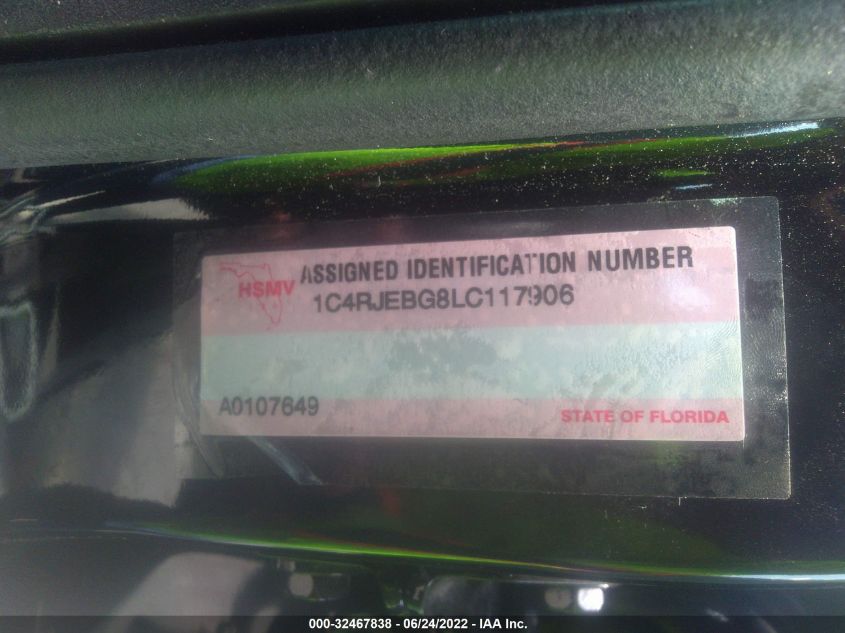 ASSIGNED IDENTIFICATION NUMBER
HSMV
1C4RJEBG8LC117906
A0107649
STATE OF FLORIDA
000-32467838 - 06/24/2022 - IAA Inc.